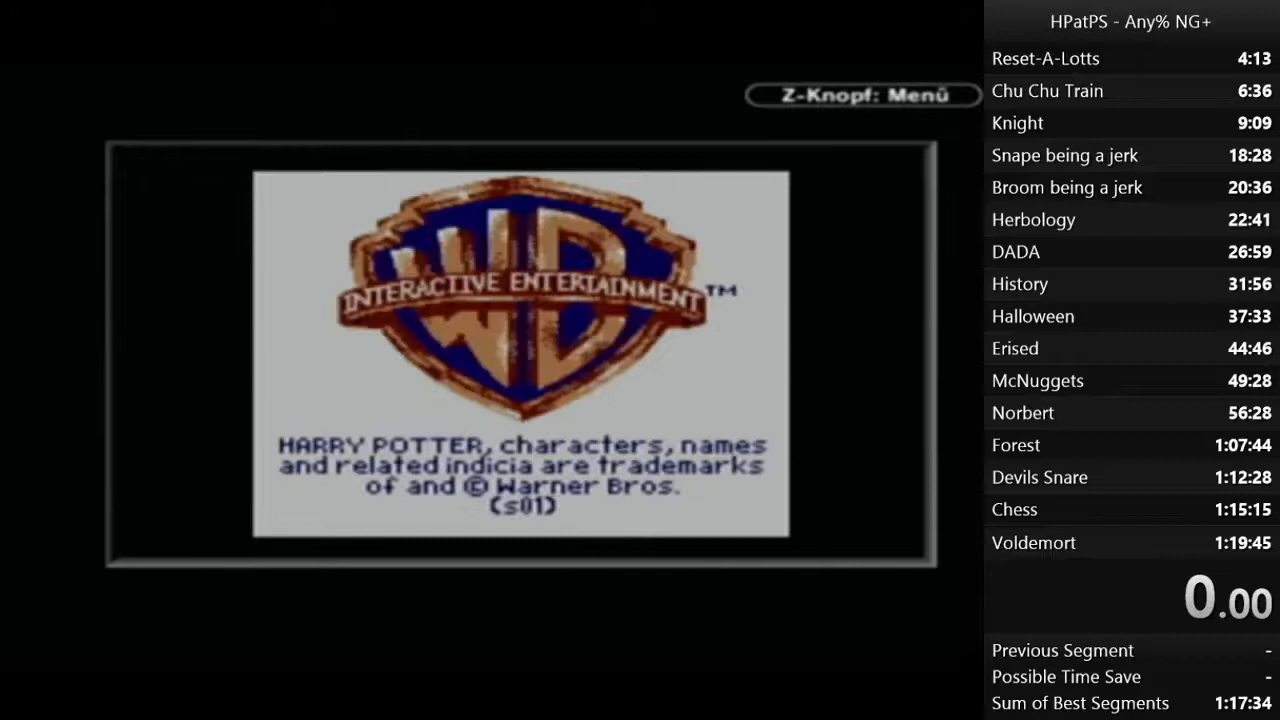 Z-Knopf: Menü
WB
INTERACTIVE ENTERTAINMENT
TM
HARRY POTTER, characters, names
and related indicia are trademarks
of and © Warner Bros.
(s01)
HPatPS - Any% NG+
Reset-A-Lotts 4:13
Chu Chu Train 6:36
Knight 9:09
Snape being a jerk 18:28
Broom being a jerk 20:36
Herbology 22:41
DADA 26:59
History 31:56
Halloween 37:33
Erised 44:46
McNuggets 49:28
Norbert 56:28
Forest 1:07:44
Devils Snare 1:12:28
Chess 1:15:15
Voldemort 1:19:45
0.00
Previous Segment -
Possible Time Save -
Sum of Best Segments 1:17:34